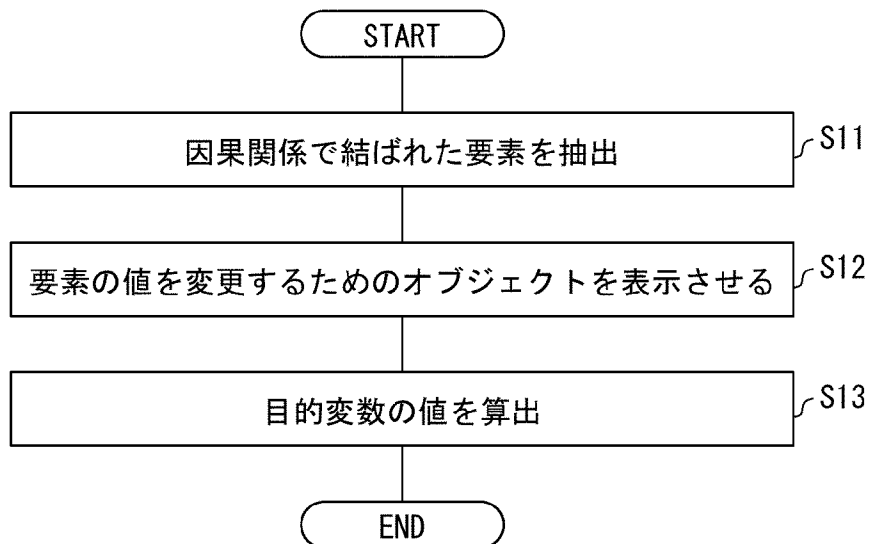 START
因果関係で結ばれた要素を抽出
S11
要素の値を変更するためのオブジェクトを表示させる
S12
目的変数の値を算出
S13
END